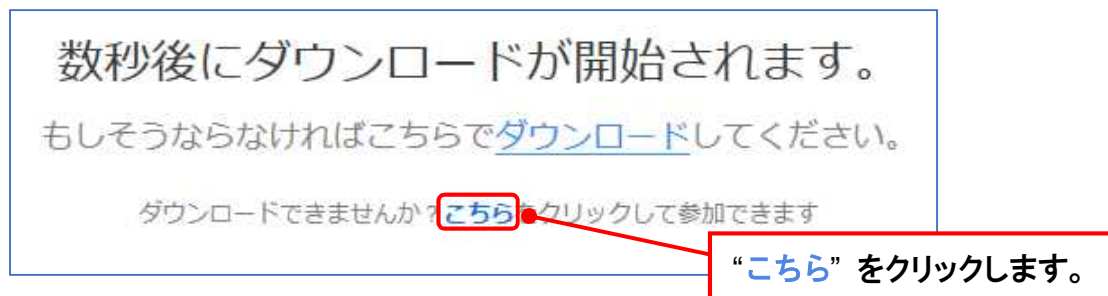 数秒後にダウンロードが開始されます。
もしそうならなければこちらでダウンロードしてください。
ダウンロードできませんか？こちらをクリックして参加できます
“こちら” をクリックします。